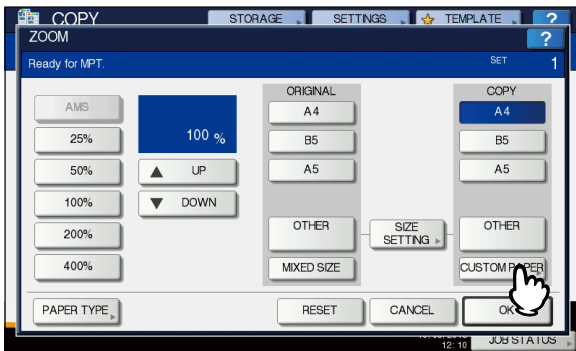 COPY STORAGE SETTINGS TEMPLATE ?
ZOOM ?
Ready for MPT. SET 1
ORIGINAL COPY
AMS 100 % A4 A4
25% B5 B5
50% UP A5 A5
100% DOWN
200% OTHER SIZE SETTING OTHER
400% MIXED SIZE CUSTOM PAPER
PAPER TYPE RESET CANCEL OK
12:10 JOB STATUS